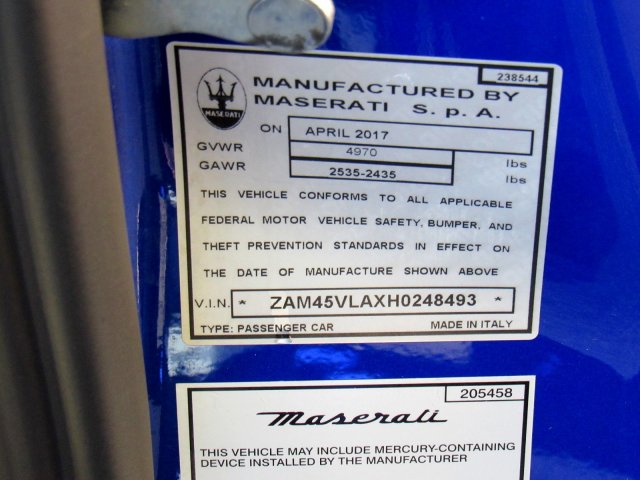 238544
MANUFACTURED BY
MASERATI S. p. A.
MASERATI
ON APRIL 2017
GVWR 4970 lbs
GAWR 2535-2435 lbs
THIS VEHICLE CONFORMS TO ALL APPLICABLE
FEDERAL MOTOR VEHICLE SAFETY, BUMPER, AND
THEFT PREVENTION STANDARDS IN EFFECT ON
THE DATE OF MANUFACTURE SHOWN ABOVE
V.I.N. * ZAM45VLAXH0248493 *
TYPE: PASSENGER CAR MADE IN ITALY
205458
Maserati
THIS VEHICLE MAY INCLUDE MERCURY-CONTAINING
DEVICE INSTALLED BY THE MANUFACTURER